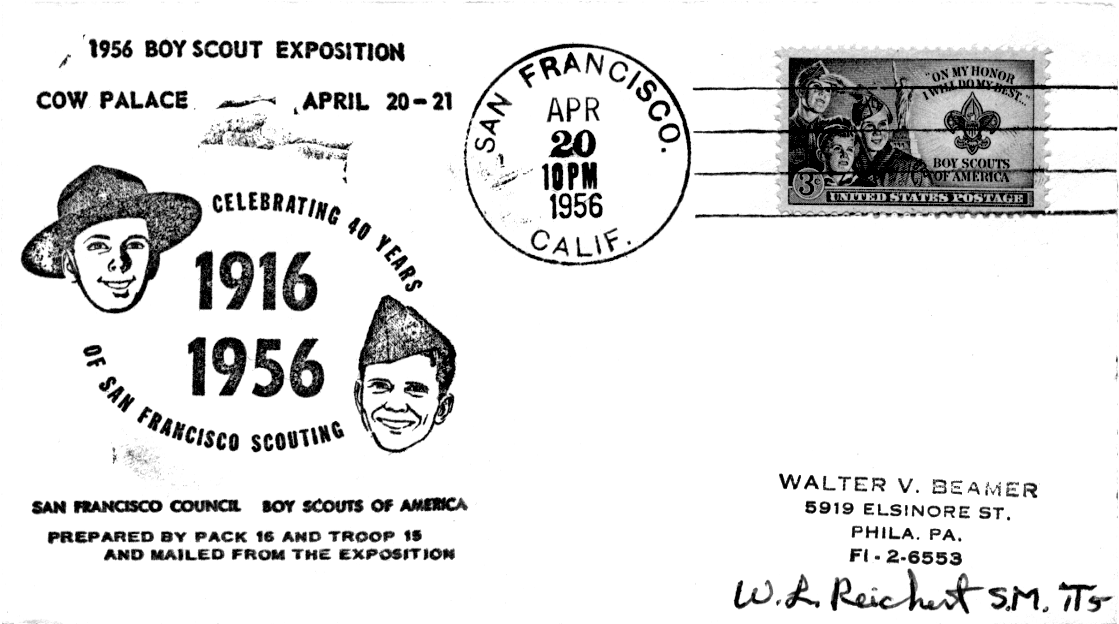 1956 BOY SCOUT EXPOSITION
COW PALACE APRIL 20-21
CELEBRATING 40 YEARS
1916
1956
OF SAN FRANCISCO SCOUTING
SAN FRANCISCO COUNCIL BOY SCOUTS OF AMERICA
PREPARED BY PACK 16 AND TROOP 15
AND MAILED FROM THE EXPOSITION
SAN FRANCISCO.
APR
20
10 PM
1956
CALIF.
"ON MY HONOR
I WILL DO MY BEST..."
BOY SCOUTS
OF AMERICA
3¢
UNITED STATES POSTAGE
WALTER V. BEAMER
5919 ELSINORE ST.
PHILA. PA.
FI-2-6553
W. L. Reichert S.M.